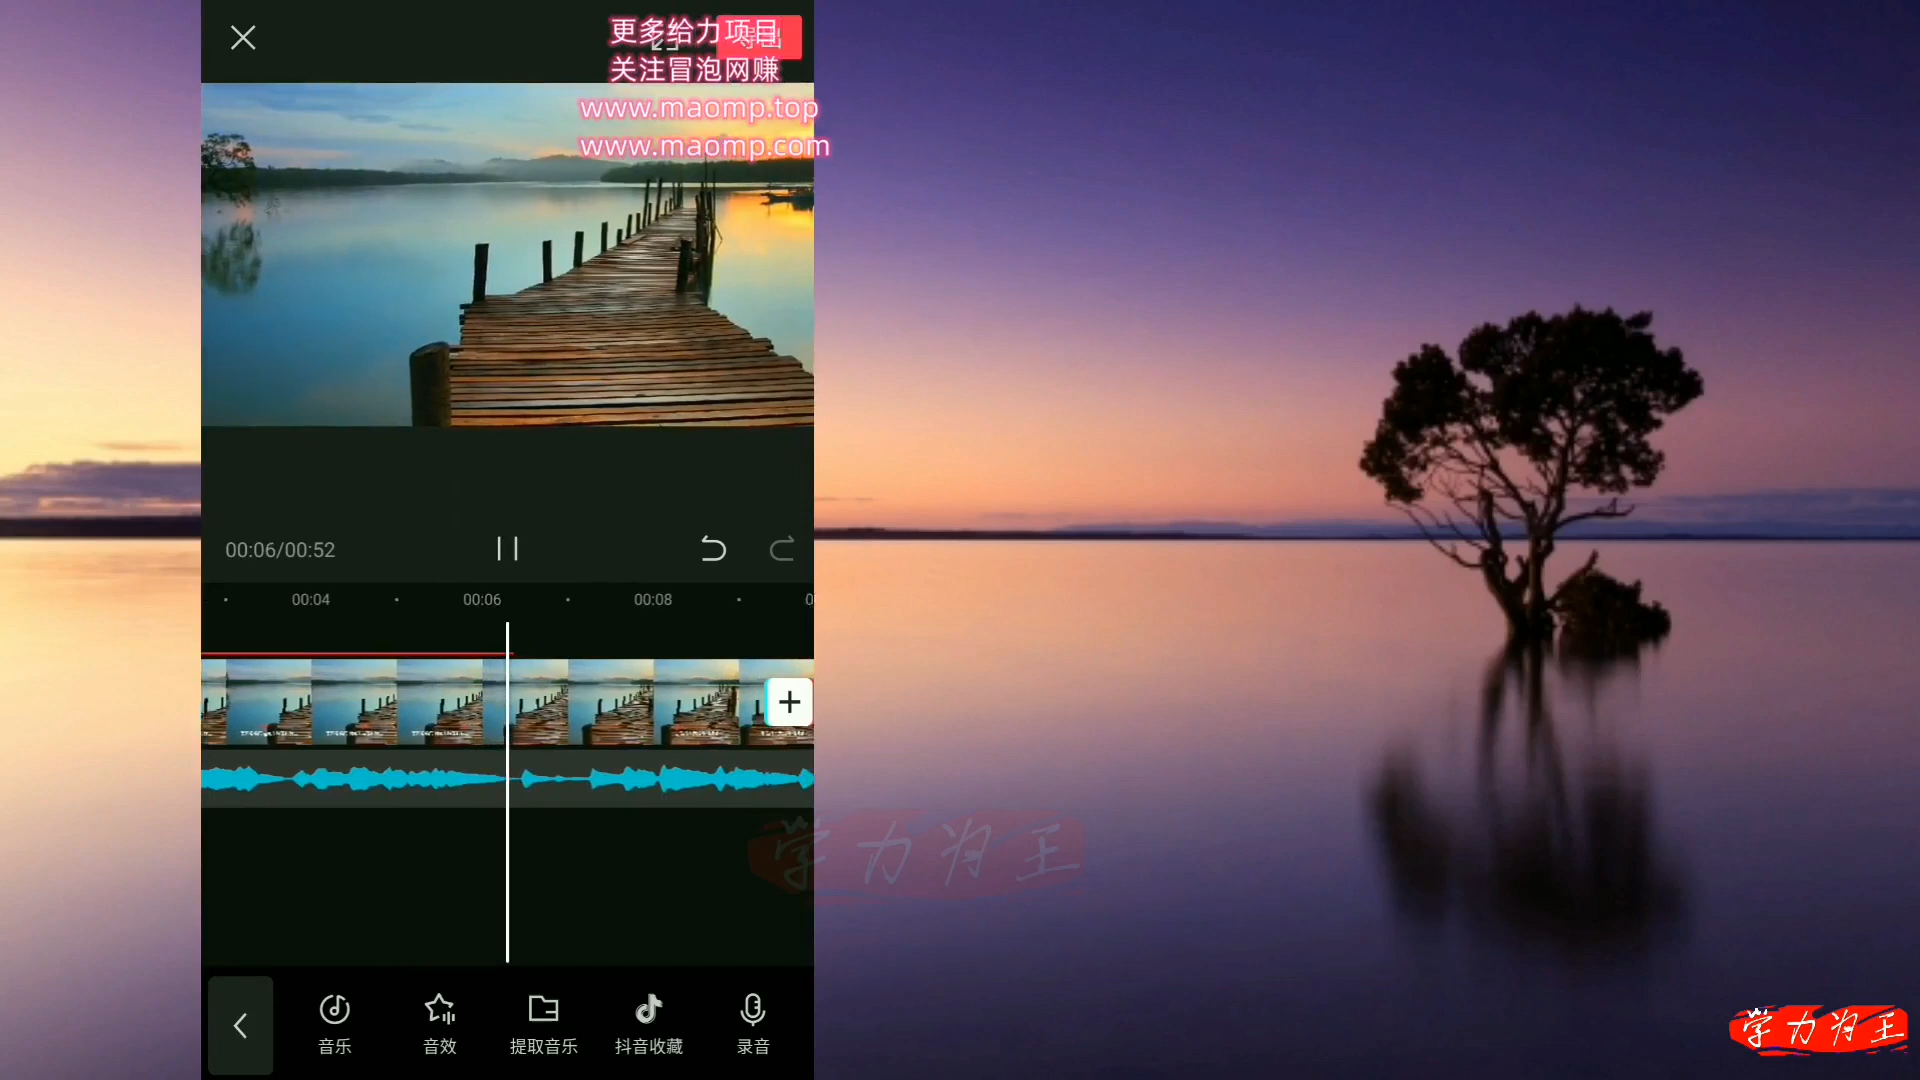 更多给力项目
导出
关注冒泡网赚
www.maomp.top
www.maomp.com
00:06/00:52
00:04
00:06
00:08
学力为王
音乐
音效
提取音乐
抖音收藏
录音
学力为王